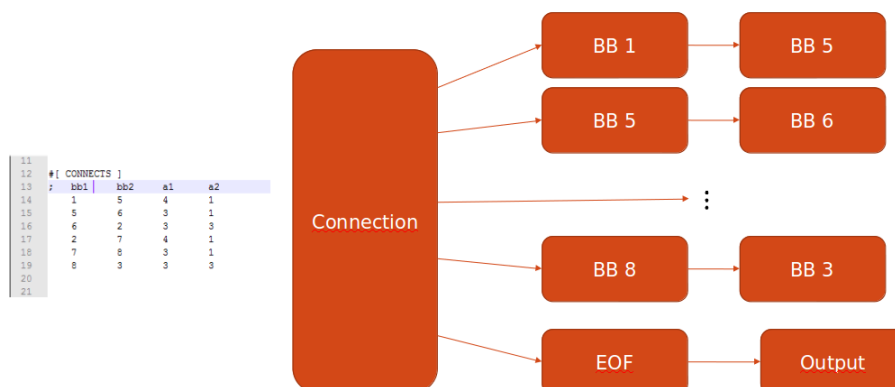 11
12 #[ CONNECTS ]
13 ; bb1 bb2 a1 a2
14 1 5 4 1
15 5 6 3 1
16 6 2 3 3
17 2 7 4 1
18 7 8 3 1
19 8 3 3 3
20
21
Connection
BB 1 BB 5
BB 5 BB 6
⋮
BB 8 BB 3
EOF Output